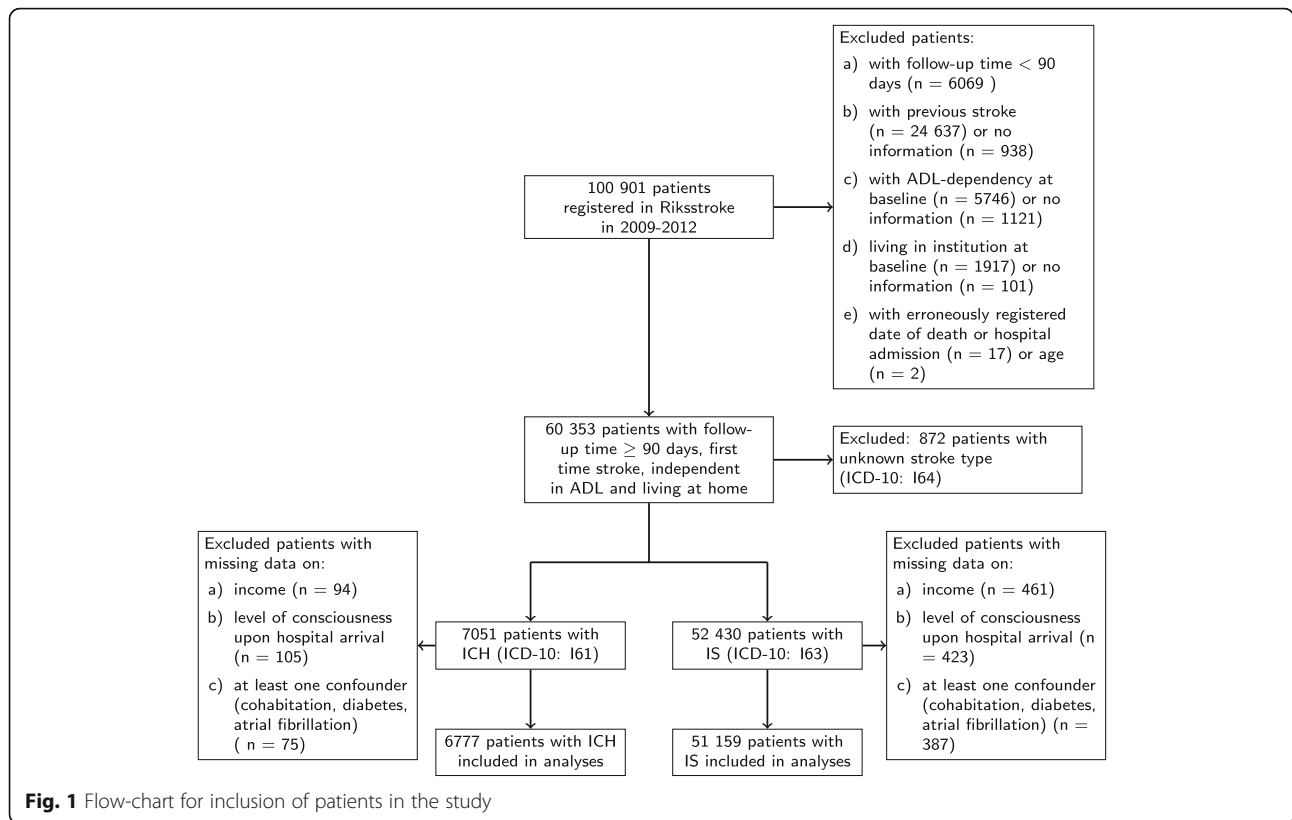 100 901 patients
registered in Riksstroke
in 2009-2012
Excluded patients:
a) with follow-up time < 90
days (n = 6069 )
b) with previous stroke
(n = 24 637) or no
information (n = 938)
c) with ADL-dependency at
baseline (n = 5746) or no
information (n = 1121)
d) living in institution at
baseline (n = 1917) or no
information (n = 101)
e) with erroneously registered
date of death or hospital
admission (n = 17) or age
(n = 2)
60 353 patients with follow-
up time ≥ 90 days, first
time stroke, independent
in ADL and living at home
Excluded: 872 patients with
unknown stroke type
(ICD-10: I64)
Excluded patients with
missing data on:
a) income (n = 94)
b) level of consciousness
upon hospital arrival
(n = 105)
c) at least one confounder
(cohabitation, diabetes,
atrial fibrillation)
( n = 75)
7051 patients with
ICH (ICD-10: I61)
52 430 patients with
IS (ICD-10: I63)
Excluded patients with
missing data on:
a) income (n = 461)
b) level of consciousness
upon hospital arrival (n
= 423)
c) at least one confounder
(cohabitation, diabetes,
atrial fibrillation) (n =
387)
6777 patients with ICH
included in analyses
51 159 patients with
IS included in analyses
Fig. 1 Flow-chart for inclusion of patients in the study